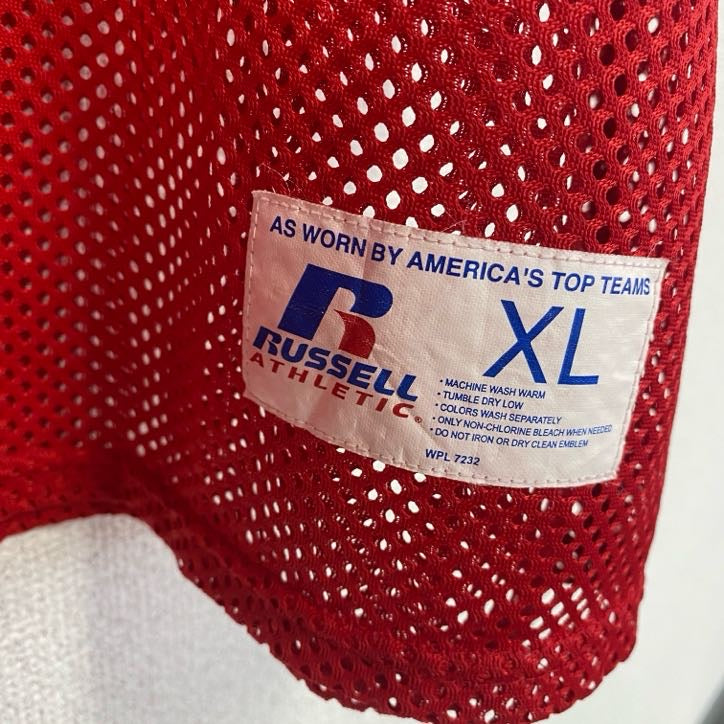 AS WORN BY AMERICA'S TOP TEAMS
R
RUSSELL
ATHLETIC®
XL
• MACHINE WASH WARM
• TUMBLE DRY LOW
• COLORS WASH SEPARATELY
• ONLY NON-CHLORINE BLEACH WHEN NEEDED
• DO NOT IRON OR DRY CLEAN EMBLEM
WPL 7232